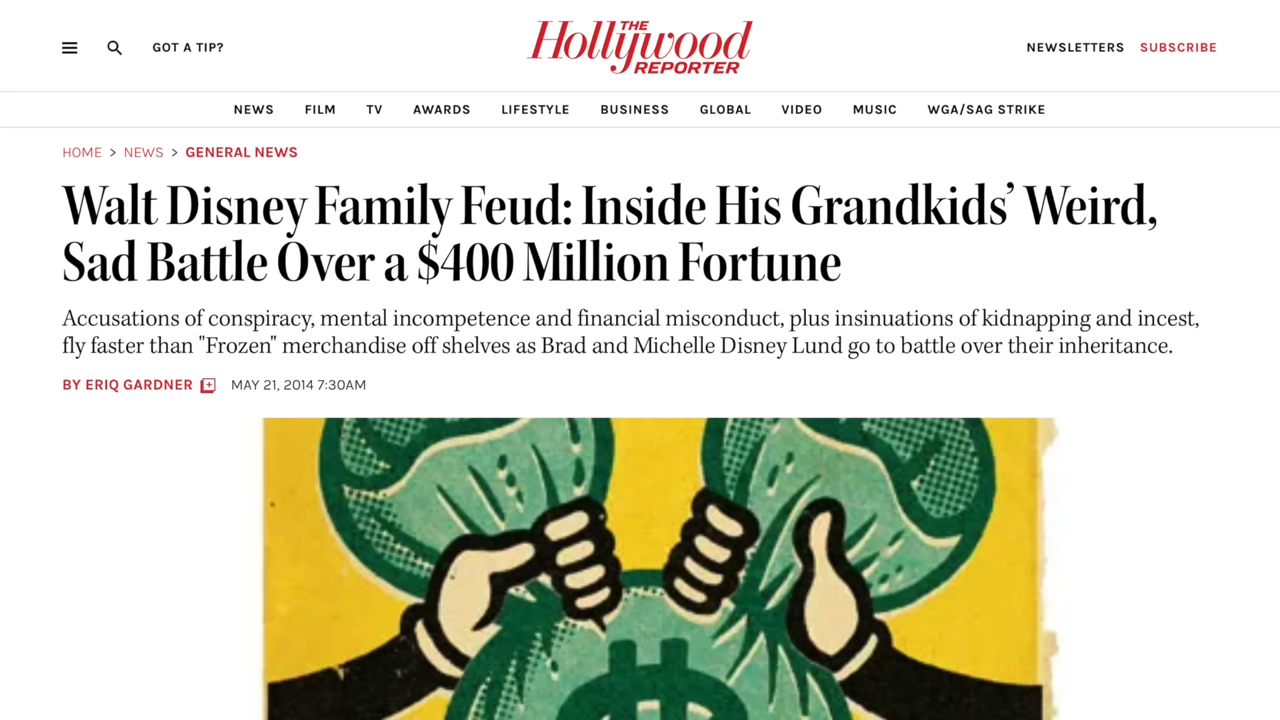 GOT A TIP?
THE
Hollywood
REPORTER
NEWSLETTERS SUBSCRIBE
NEWS FILM TV AWARDS LIFESTYLE BUSINESS GLOBAL VIDEO MUSIC WGA/SAG STRIKE
HOME > NEWS > GENERAL NEWS
Walt Disney Family Feud: Inside His Grandkids’ Weird,
Sad Battle Over a $400 Million Fortune
Accusations of conspiracy, mental incompetence and financial misconduct, plus insinuations of kidnapping and incest,
fly faster than "Frozen" merchandise off shelves as Brad and Michelle Disney Lund go to battle over their inheritance.
BY ERIQ GARDNER MAY 21, 2014 7:30AM
$